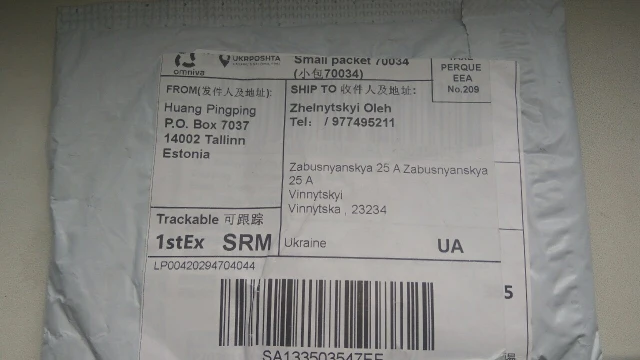 omniva
UKRPOSHTA
Small packet 70034
(小包70034)
PERQUE
EEA
No.209
FROM(发件人及地址):
Huang Pingping
P.O. Box 7037
14002 Tallinn
Estonia
SHIP TO 收件人及地址:
Zhelnytskyi Oleh
Tel: / 977495211
Zabusnyanskya 25 A Zabusnyanskya
25 A
Vinnytskyi
Vinnytska , 23234
Trackable 可跟踪
1stEx SRM
Ukraine UA
LP00420294704044
5
SA133503547EE